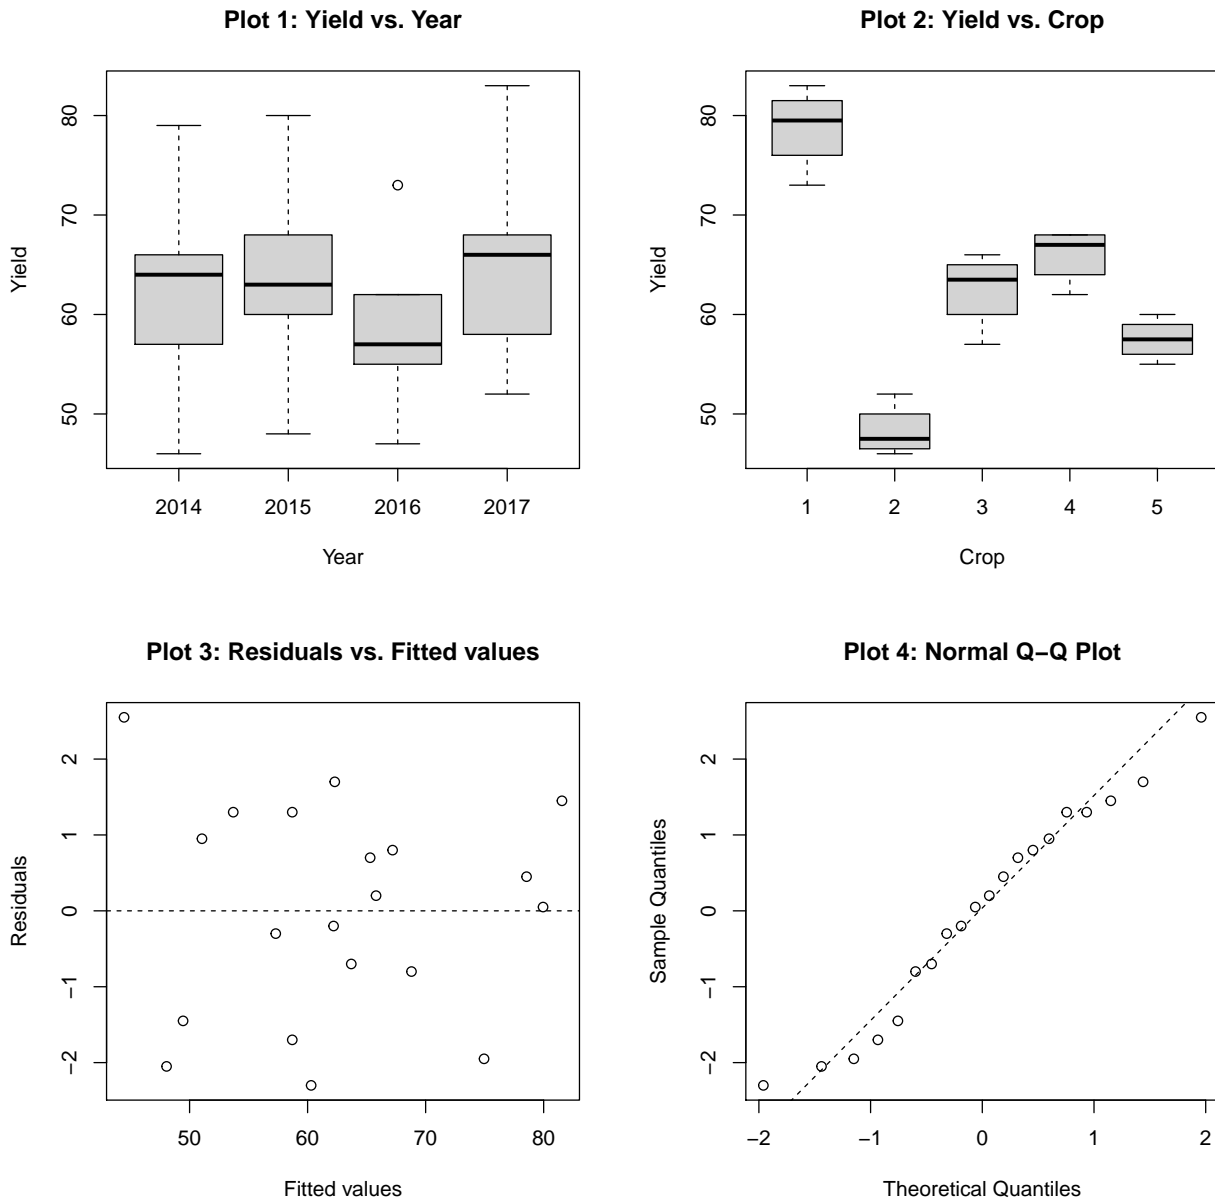 Plot 1: Yield vs. Year
Yield
80
70
60
50
2014 2015 2016 2017
Year
Plot 2: Yield vs. Crop
Yield
80
70
60
50
1 2 3 4 5
Crop
Plot 3: Residuals vs. Fitted values
Residuals
2
1
0
−1
−2
50 60 70 80
Fitted values
Plot 4: Normal Q−Q Plot
Sample Quantiles
2
1
0
−1
−2
−2 −1 0 1 2
Theoretical Quantiles